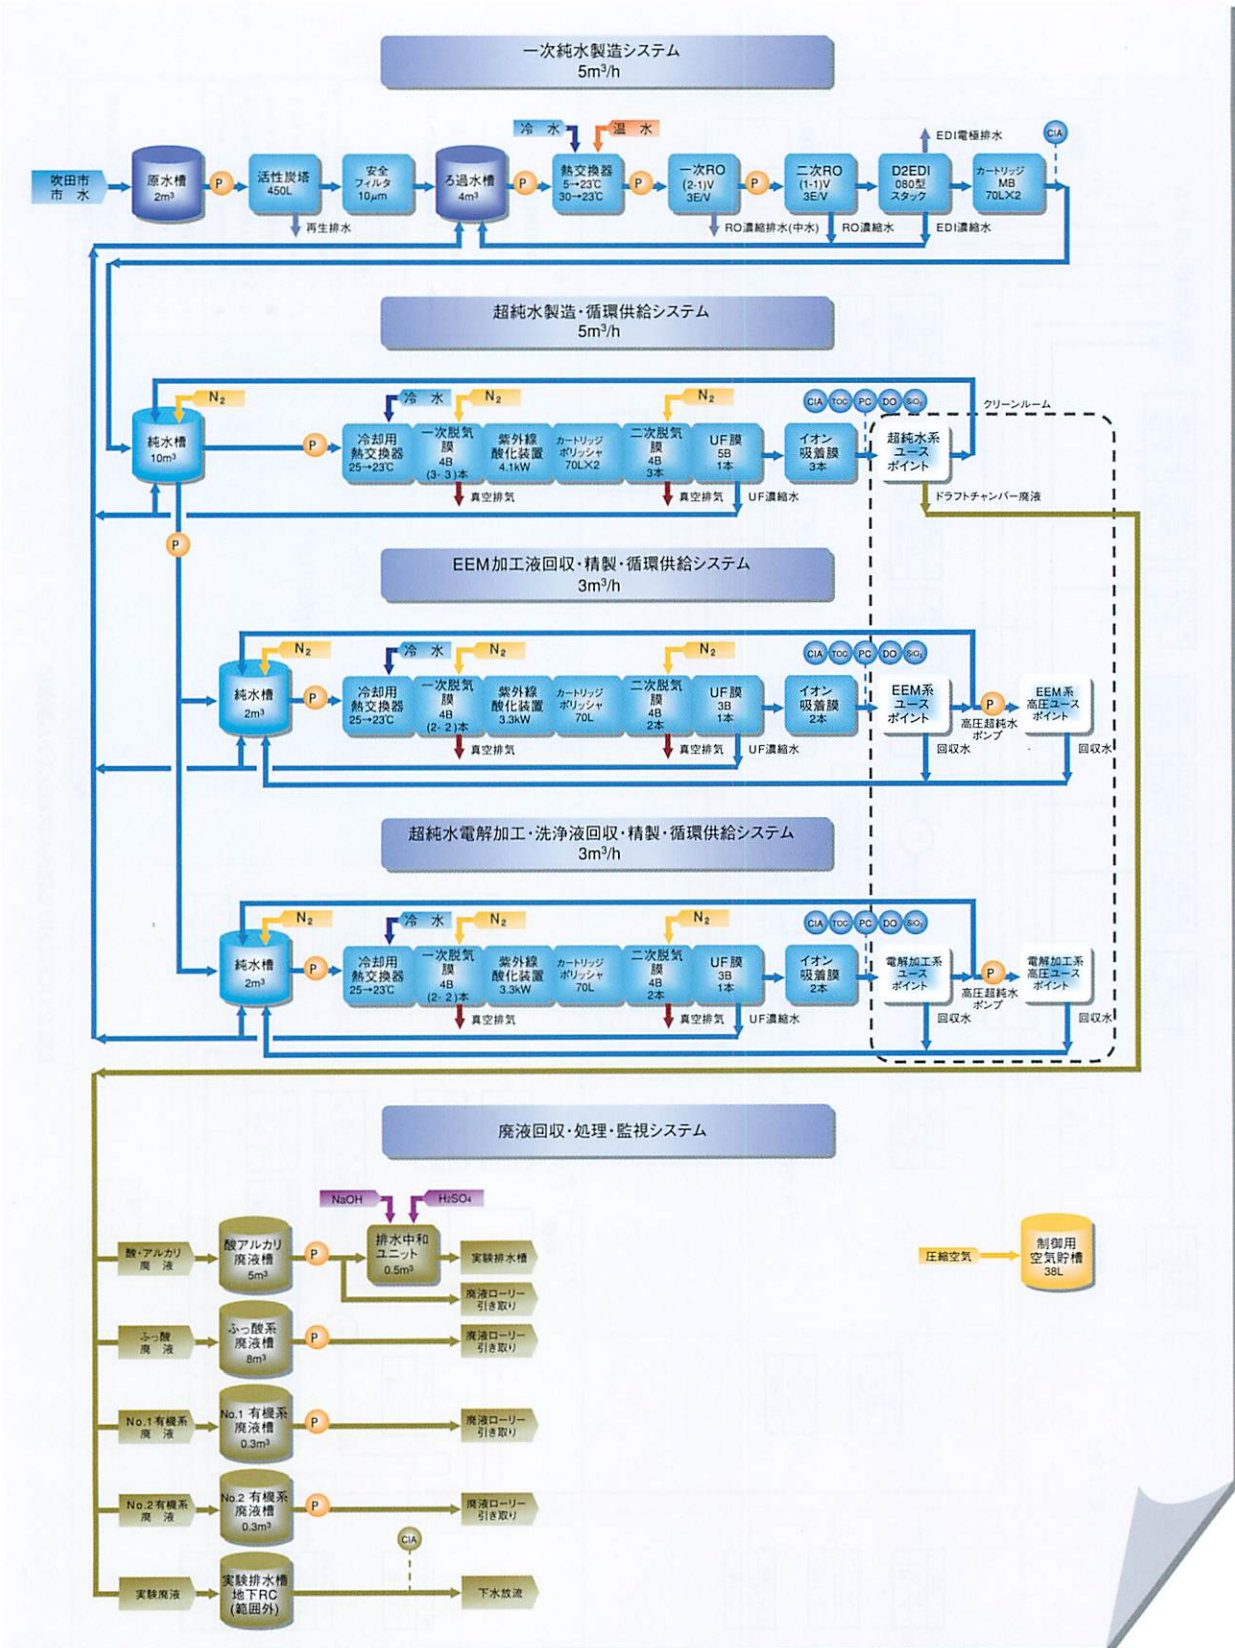 一次純水製造システム
5m³/h
冷 水
温 水
EDI電極排水
CIA
吹田市
市 水
原水槽
2m³
P
活性炭塔
450L
安全
フィルタ
10μm
ろ過水槽
4m³
P
熱交換器
5→23℃
30→23℃
P
一次RO
(2-1)V
3E/V
P
二次RO
(1-1)V
3E/V
D2EDI
080型
スタック
カートリッジ
MB
70L×2
再生排水
RO濃縮排水(中水)
RO濃縮水
EDI濃縮水
超純水製造・循環供給システム
5m³/h
N₂
冷 水
N₂
N₂
CIA
TOC
PC
DO
SiO₂
クリーンルーム
純水槽
10m³
P
冷却用
熱交換器
25→23℃
一次脱気
膜
4B
(3-3)本
紫外線
酸化装置
4.1kW
カートリッジ
ポリッシャ
70L×2
二次脱気
膜
4B
3本
UF膜
5B
1本
イオン
吸着膜
3本
超純水系
ユース
ポイント
真空排気
真空排気
UF濃縮水
ドラフトチャンバー廃液
P
EEM加工液回収・精製・循環供給システム
3m³/h
N₂
冷 水
N₂
N₂
CIA
TOC
PC
DO
SiO₂
純水槽
2m³
P
冷却用
熱交換器
25→23℃
一次脱気
膜
4B
(2-2)本
紫外線
酸化装置
3.3kW
カートリッジ
ポリッシャ
70L
二次脱気
膜
4B
2本
UF膜
3B
1本
イオン
吸着膜
2本
EEM系
ユース
ポイント
P
高圧超純水
ポンプ
EEM系
高圧ユース
ポイント
真空排気
真空排気
UF濃縮水
回収水
回収水
超純水電解加工・洗浄液回収・精製・循環供給システム
3m³/h
N₂
冷 水
N₂
N₂
CIA
TOC
PC
DO
SiO₂
純水槽
2m³
P
冷却用
熱交換器
25→23℃
一次脱気
膜
4B
(2-2)本
紫外線
酸化装置
3.3kW
カートリッジ
ポリッシャ
70L
二次脱気
膜
4B
2本
UF膜
3B
1本
イオン
吸着膜
2本
電解加工系
ユース
ポイント
P
高圧超純水
ポンプ
電解加工系
高圧ユース
ポイント
真空排気
真空排気
UF濃縮水
回収水
回収水
廃液回収・処理・監視システム
NaOH
H₂SO₄
酸・アルカリ
廃 液
酸アルカリ
廃液槽
5m³
P
排水中和
ユニット
0.5m³
実験排水槽
廃液ローリー
引き取り
圧縮空気
制御用
空気貯槽
38L
ふっ酸
廃 液
ふっ酸系
廃液槽
8m³
P
廃液ローリー
引き取り
No.1有機系
廃 液
No.1 有機系
廃液槽
0.3m³
P
廃液ローリー
引き取り
No.2有機系
廃 液
No.2 有機系
廃液槽
0.3m³
P
廃液ローリー
引き取り
CIA
実験廃液
実験排水槽
地下RC
(範囲外)
下水放流